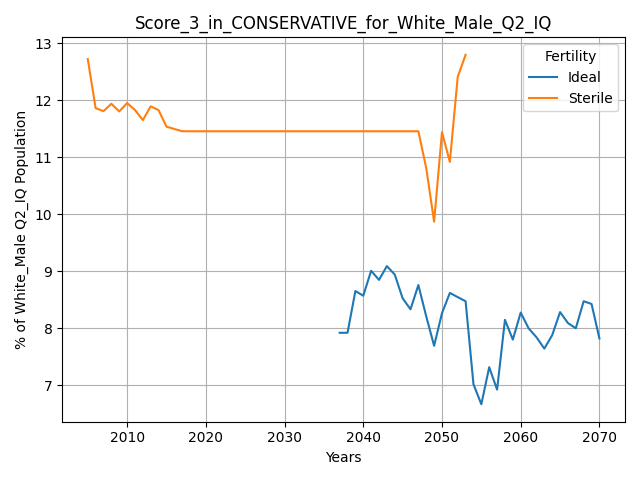 Score_3_in_CONSERVATIVE_for_White_Male_Q2_IQ
% of White_Male Q2_IQ Population
13
12
11
10
9
8
7
Fertility
Ideal
Sterile
2010 2020 2030 2040 2050 2060 2070
Years